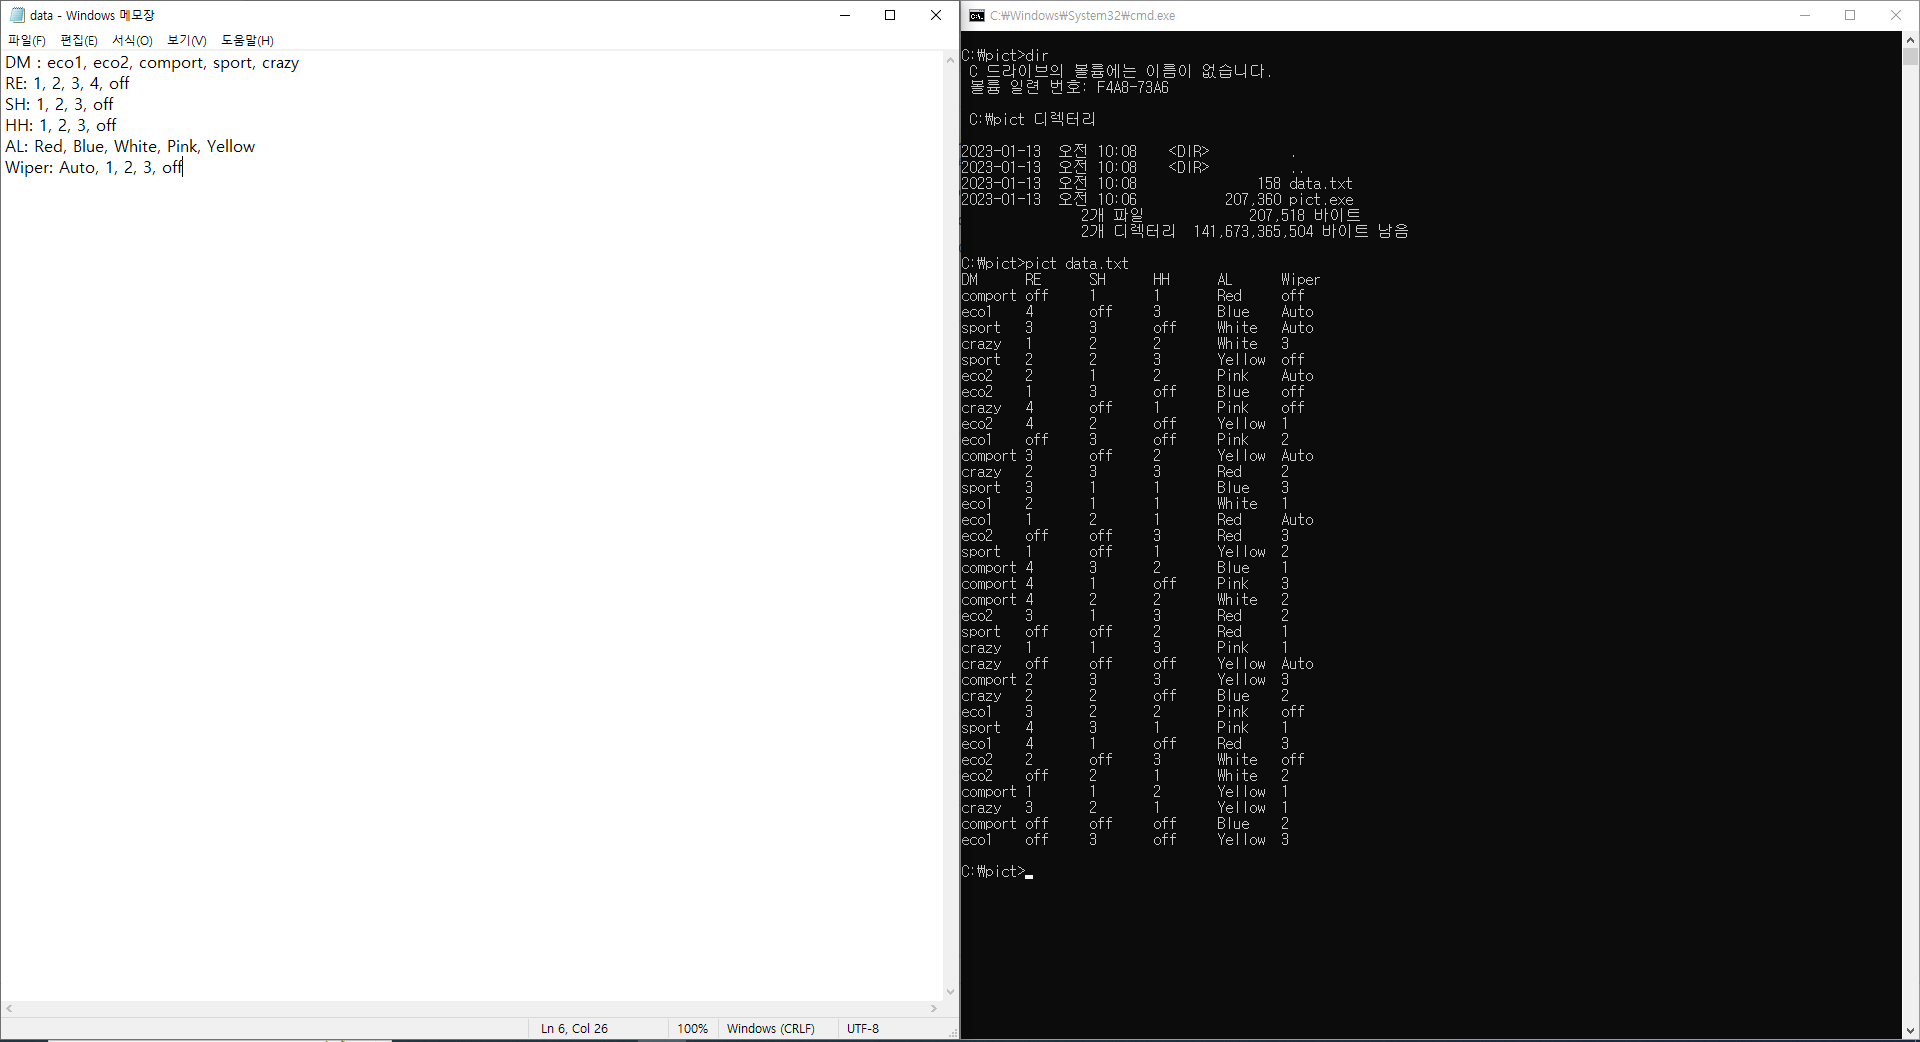 data - Windows 메모장
파일(F) 편집(E) 서식(O) 보기(V) 도움말(H)
DM : eco1, eco2, comport, sport, crazy
RE: 1, 2, 3, 4, off
SH: 1, 2, 3, off
HH: 1, 2, 3, off
AL: Red, Blue, White, Pink, Yellow
Wiper: Auto, 1, 2, 3, off
Ln 6, Col 26 100% Windows (CRLF) UTF-8
C:₩Windows₩System32₩cmd.exe
C:₩pict>dir
C 드라이브의 볼륨에는 이름이 없습니다.
볼륨 일련 번호: F4A8-73A6
C:₩pict 디렉터리
2023-01-13 오전 10:08 <DIR> .
2023-01-13 오전 10:08 <DIR> ..
2023-01-13 오전 10:08 158 data.txt
2023-01-13 오전 10:06 207,360 pict.exe
2개 파일 207,518 바이트
2개 디렉터리 141,673,365,504 바이트 남음
C:₩pict>pict data.txt
DM RE SH HH AL Wiper
comport off 1 1 Red off
eco1 4 off 3 Blue Auto
sport 3 3 off White Auto
crazy 1 2 2 White 3
sport 2 2 3 Yellow off
eco2 2 1 2 Pink Auto
eco2 1 3 off Blue off
crazy 4 off 1 Pink off
eco2 4 2 off Yellow 1
eco1 off 3 off Pink 2
comport 3 off 2 Yellow Auto
crazy 2 3 3 Red 2
sport 3 1 1 Blue 3
eco1 2 1 1 White 1
eco1 1 2 1 Red Auto
eco2 off off 3 Red 3
sport 1 off 1 Yellow 2
comport 4 3 2 Blue 1
comport 4 1 off Pink 3
comport 4 2 2 White 2
eco2 3 1 3 Red 2
sport off off 2 Red 1
crazy 1 1 3 Pink 1
crazy off off off Yellow Auto
comport 2 3 3 Yellow 3
crazy 2 2 off Blue 2
eco1 3 2 2 Pink off
sport 4 3 1 Pink 1
eco1 4 1 off Red 3
eco2 2 off 3 White off
eco2 off 2 1 White 2
comport 1 1 2 Yellow 1
crazy 3 2 1 Yellow 1
comport off off off Blue 2
eco1 off 3 off Yellow 3
C:₩pict>